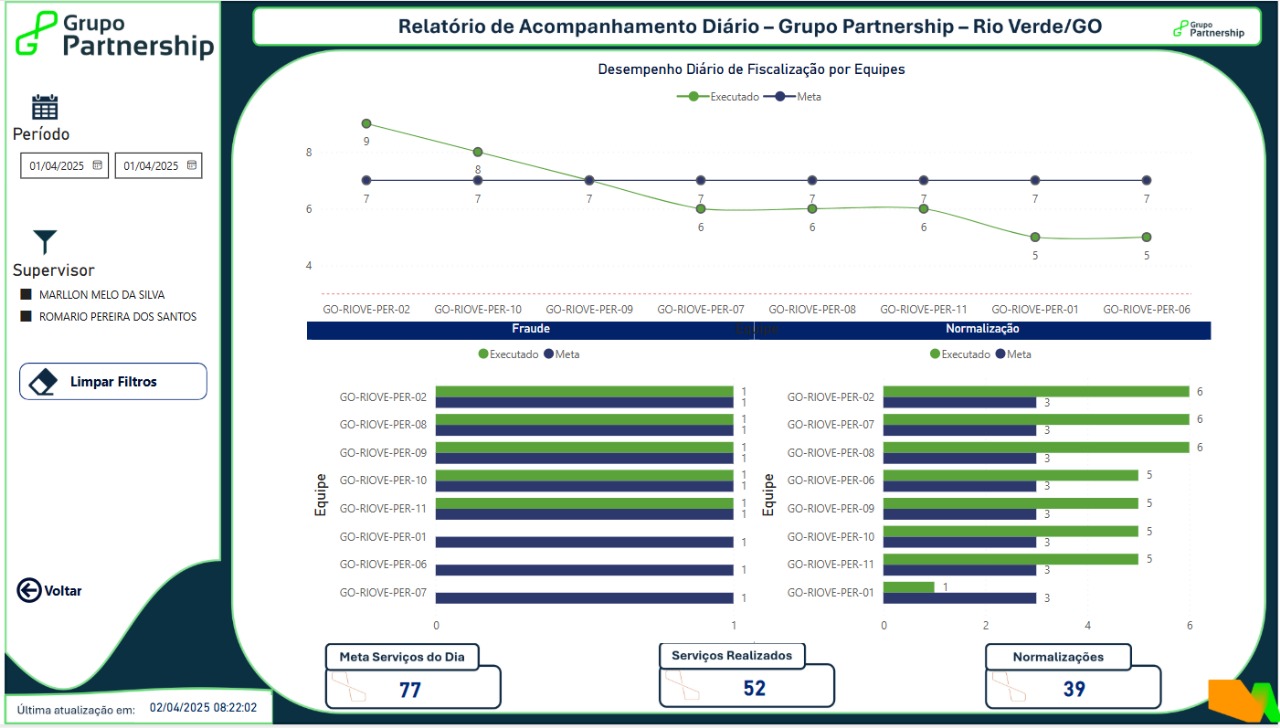 Grupo
Partnership
Relatório de Acompanhamento Diário – Grupo Partnership – Rio Verde/GO
Grupo
Partnership
Período
01/04/2025 01/04/2025
Supervisor
MARLLON MELO DA SILVA
ROMARIO PEREIRA DOS SANTOS
Limpar Filtros
Voltar
Última atualização em: 02/04/2025 08:22:02
Desempenho Diário de Fiscalização por Equipes
Executado Meta
9
8
8
7 7 7 7 7 7 7 7
6
6 6 6
5 5
4
GO-RIOVE-PER-02 GO-RIOVE-PER-10 GO-RIOVE-PER-09 GO-RIOVE-PER-07 GO-RIOVE-PER-08 GO-RIOVE-PER-11 GO-RIOVE-PER-01 GO-RIOVE-PER-06
Equipe
Fraude
Executado Meta
Equipe
GO-RIOVE-PER-02 1
1
GO-RIOVE-PER-08 1
1
GO-RIOVE-PER-09 1
1
GO-RIOVE-PER-10 1
1
GO-RIOVE-PER-11 1
1
GO-RIOVE-PER-01 1
GO-RIOVE-PER-06 1
GO-RIOVE-PER-07 1
0 1
Normalização
Executado Meta
Equipe
GO-RIOVE-PER-02 6
3
GO-RIOVE-PER-07 6
3
GO-RIOVE-PER-08 6
3
GO-RIOVE-PER-06 5
3
GO-RIOVE-PER-09 5
3
GO-RIOVE-PER-10 5
3
GO-RIOVE-PER-11 5
3
GO-RIOVE-PER-01 1
3
0 2 4 6
Meta Serviços do Dia
77
Serviços Realizados
52
Normalizações
39